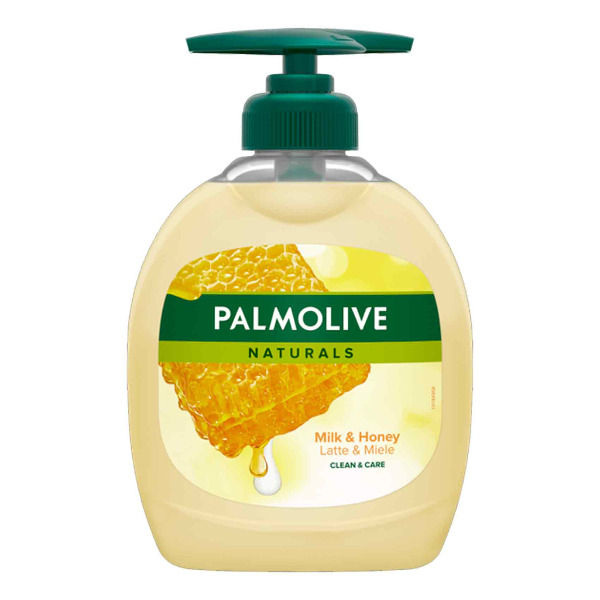 PALMOLIVE
NATURALS
Milk & Honey
Latte & Miele
CLEAN & CARE